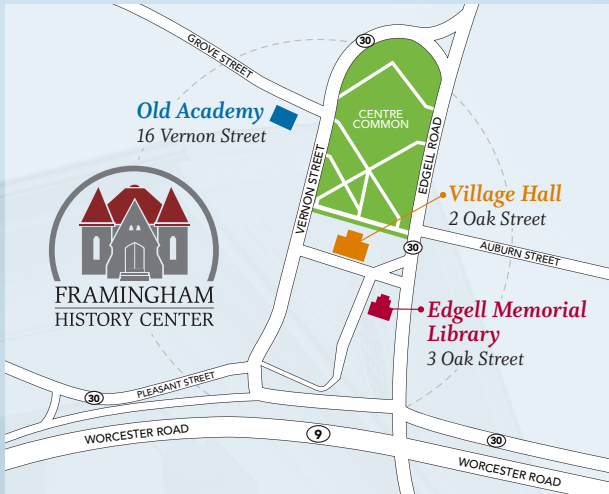 30
GROVE STREET
Old Academy
16 Vernon Street
CENTRE
COMMON
EDGELL ROAD
VERNON STREET
Village Hall
2 Oak Street
30
AUBURN STREET
FRAMINGHAM
HISTORY CENTER
Edgell Memorial
Library
3 Oak Street
30
PLEASANT STREET
WORCESTER ROAD
9
30
WORCESTER ROAD